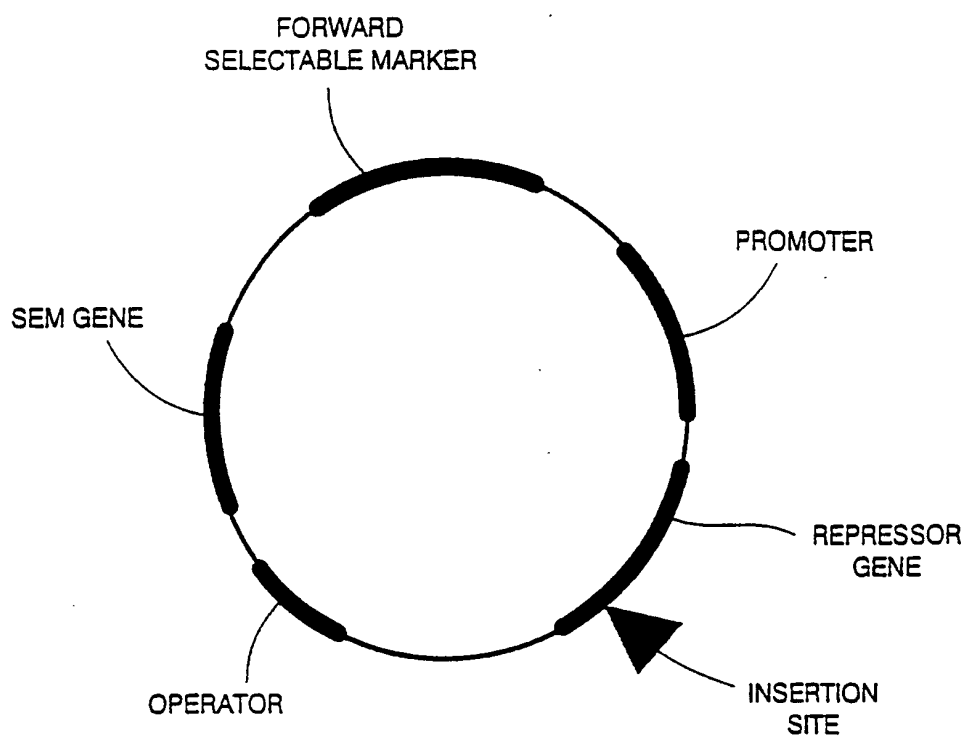 FORWARD
SELECTABLE MARKER
PROMOTER
SEM GENE
REPRESSOR
GENE
INSERTION
SITE
OPERATOR